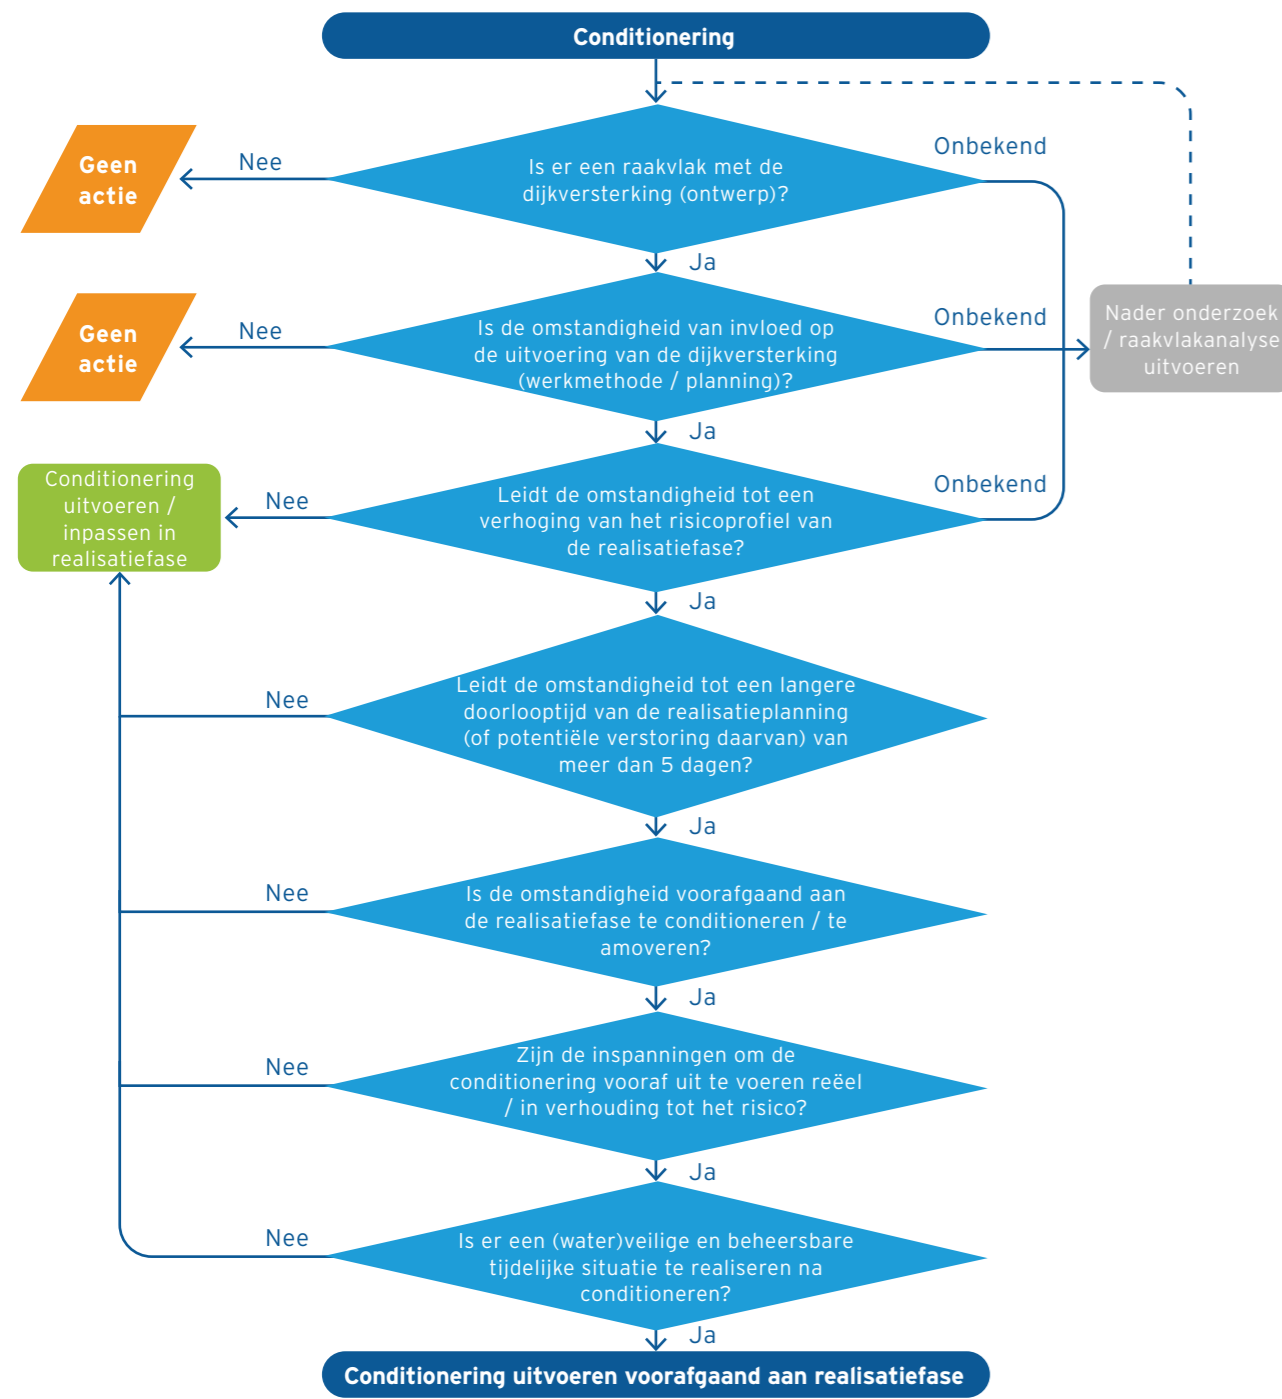 Conditionering
Is er een raakvlak met de
dijkversterking (ontwerp)?
Nee
Geen
actie
Onbekend
Ja
Is de omstandigheid van invloed op
de uitvoering van de dijkversterking
(werkmethode / planning)?
Nee
Geen
actie
Onbekend
Nader onderzoek
/ raakvlakanalyse
uitvoeren
Ja
Leidt de omstandigheid tot een
verhoging van het risicoprofiel van
de realisatiefase?
Nee
Conditionering
uitvoeren /
inpassen in
realisatiefase
Onbekend
Ja
Leidt de omstandigheid tot een langere
doorlooptijd van de realisatieplanning
(of potentiële verstoring daarvan) van
meer dan 5 dagen?
Nee
Ja
Is de omstandigheid voorafgaand aan
de realisatiefase te conditioneren / te
amoveren?
Nee
Ja
Zijn de inspanningen om de
conditionering vooraf uit te voeren reëel
/ in verhouding tot het risico?
Nee
Ja
Is er een (water)veilige en beheersbare
tijdelijke situatie te realiseren na
conditioneren?
Nee
Ja
Conditionering uitvoeren voorafgaand aan realisatiefase